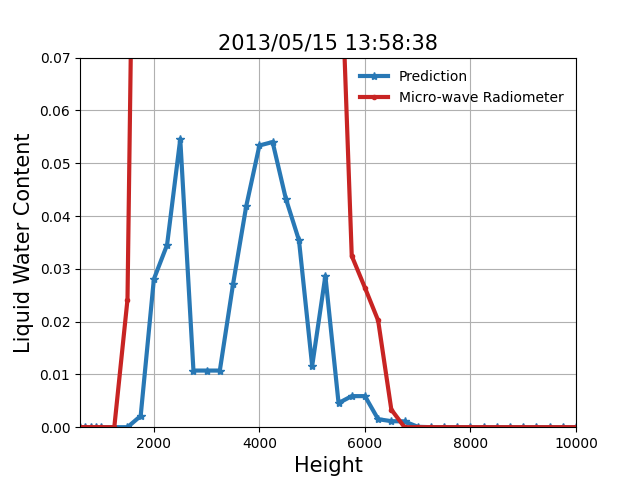 2013/05/15 13:58:38
Prediction
Micro-wave Radiometer
Liquid Water Content
0.07
0.06
0.05
0.04
0.03
0.02
0.01
0.00
2000 4000 6000 8000 10000
Height